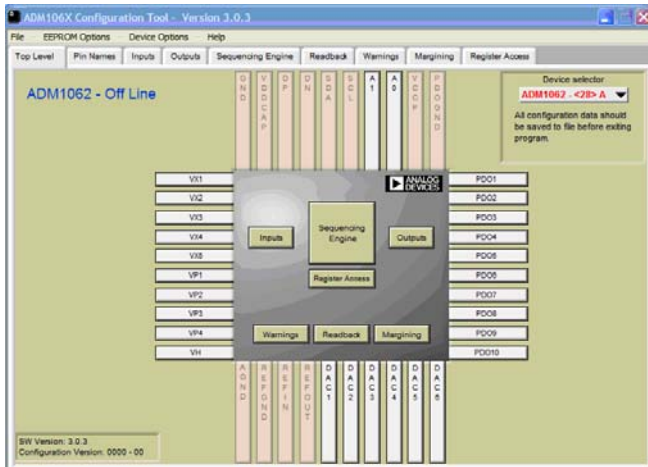 ADM106X Configuration Tool - Version 3.0.3
File EEPROM Options Device Options Help
Top Level Pin Names Inputs Outputs Sequencing Engine Readback Warnings Margining Register Access
ADM1062 - Off Line
GND
VDDCAP
DP
DN
SDA
SCL
A1
A0
VCCP
PDOGND
Device selector
ADM1062 - <28> A
All configuration data should
be saved to file before exiting
program.
VX1
VX2
VX3
VX4
VX5
VP1
VP2
VP3
VP4
VH
ANALOG
DEVICES
Inputs
Sequencing
Engine
Outputs
Register Access
Warnings
Readback
Margining
PDO1
PDO2
PDO3
PDO4
PDO5
PDO6
PDO7
PDO8
PDO9
PDO10
AGND
REFGND
REFIN
REFOUT
DAC1
DAC2
DAC3
DAC4
DAC5
DAC6
SW Version: 3.0.3
Configuration Version: 0000 - 00